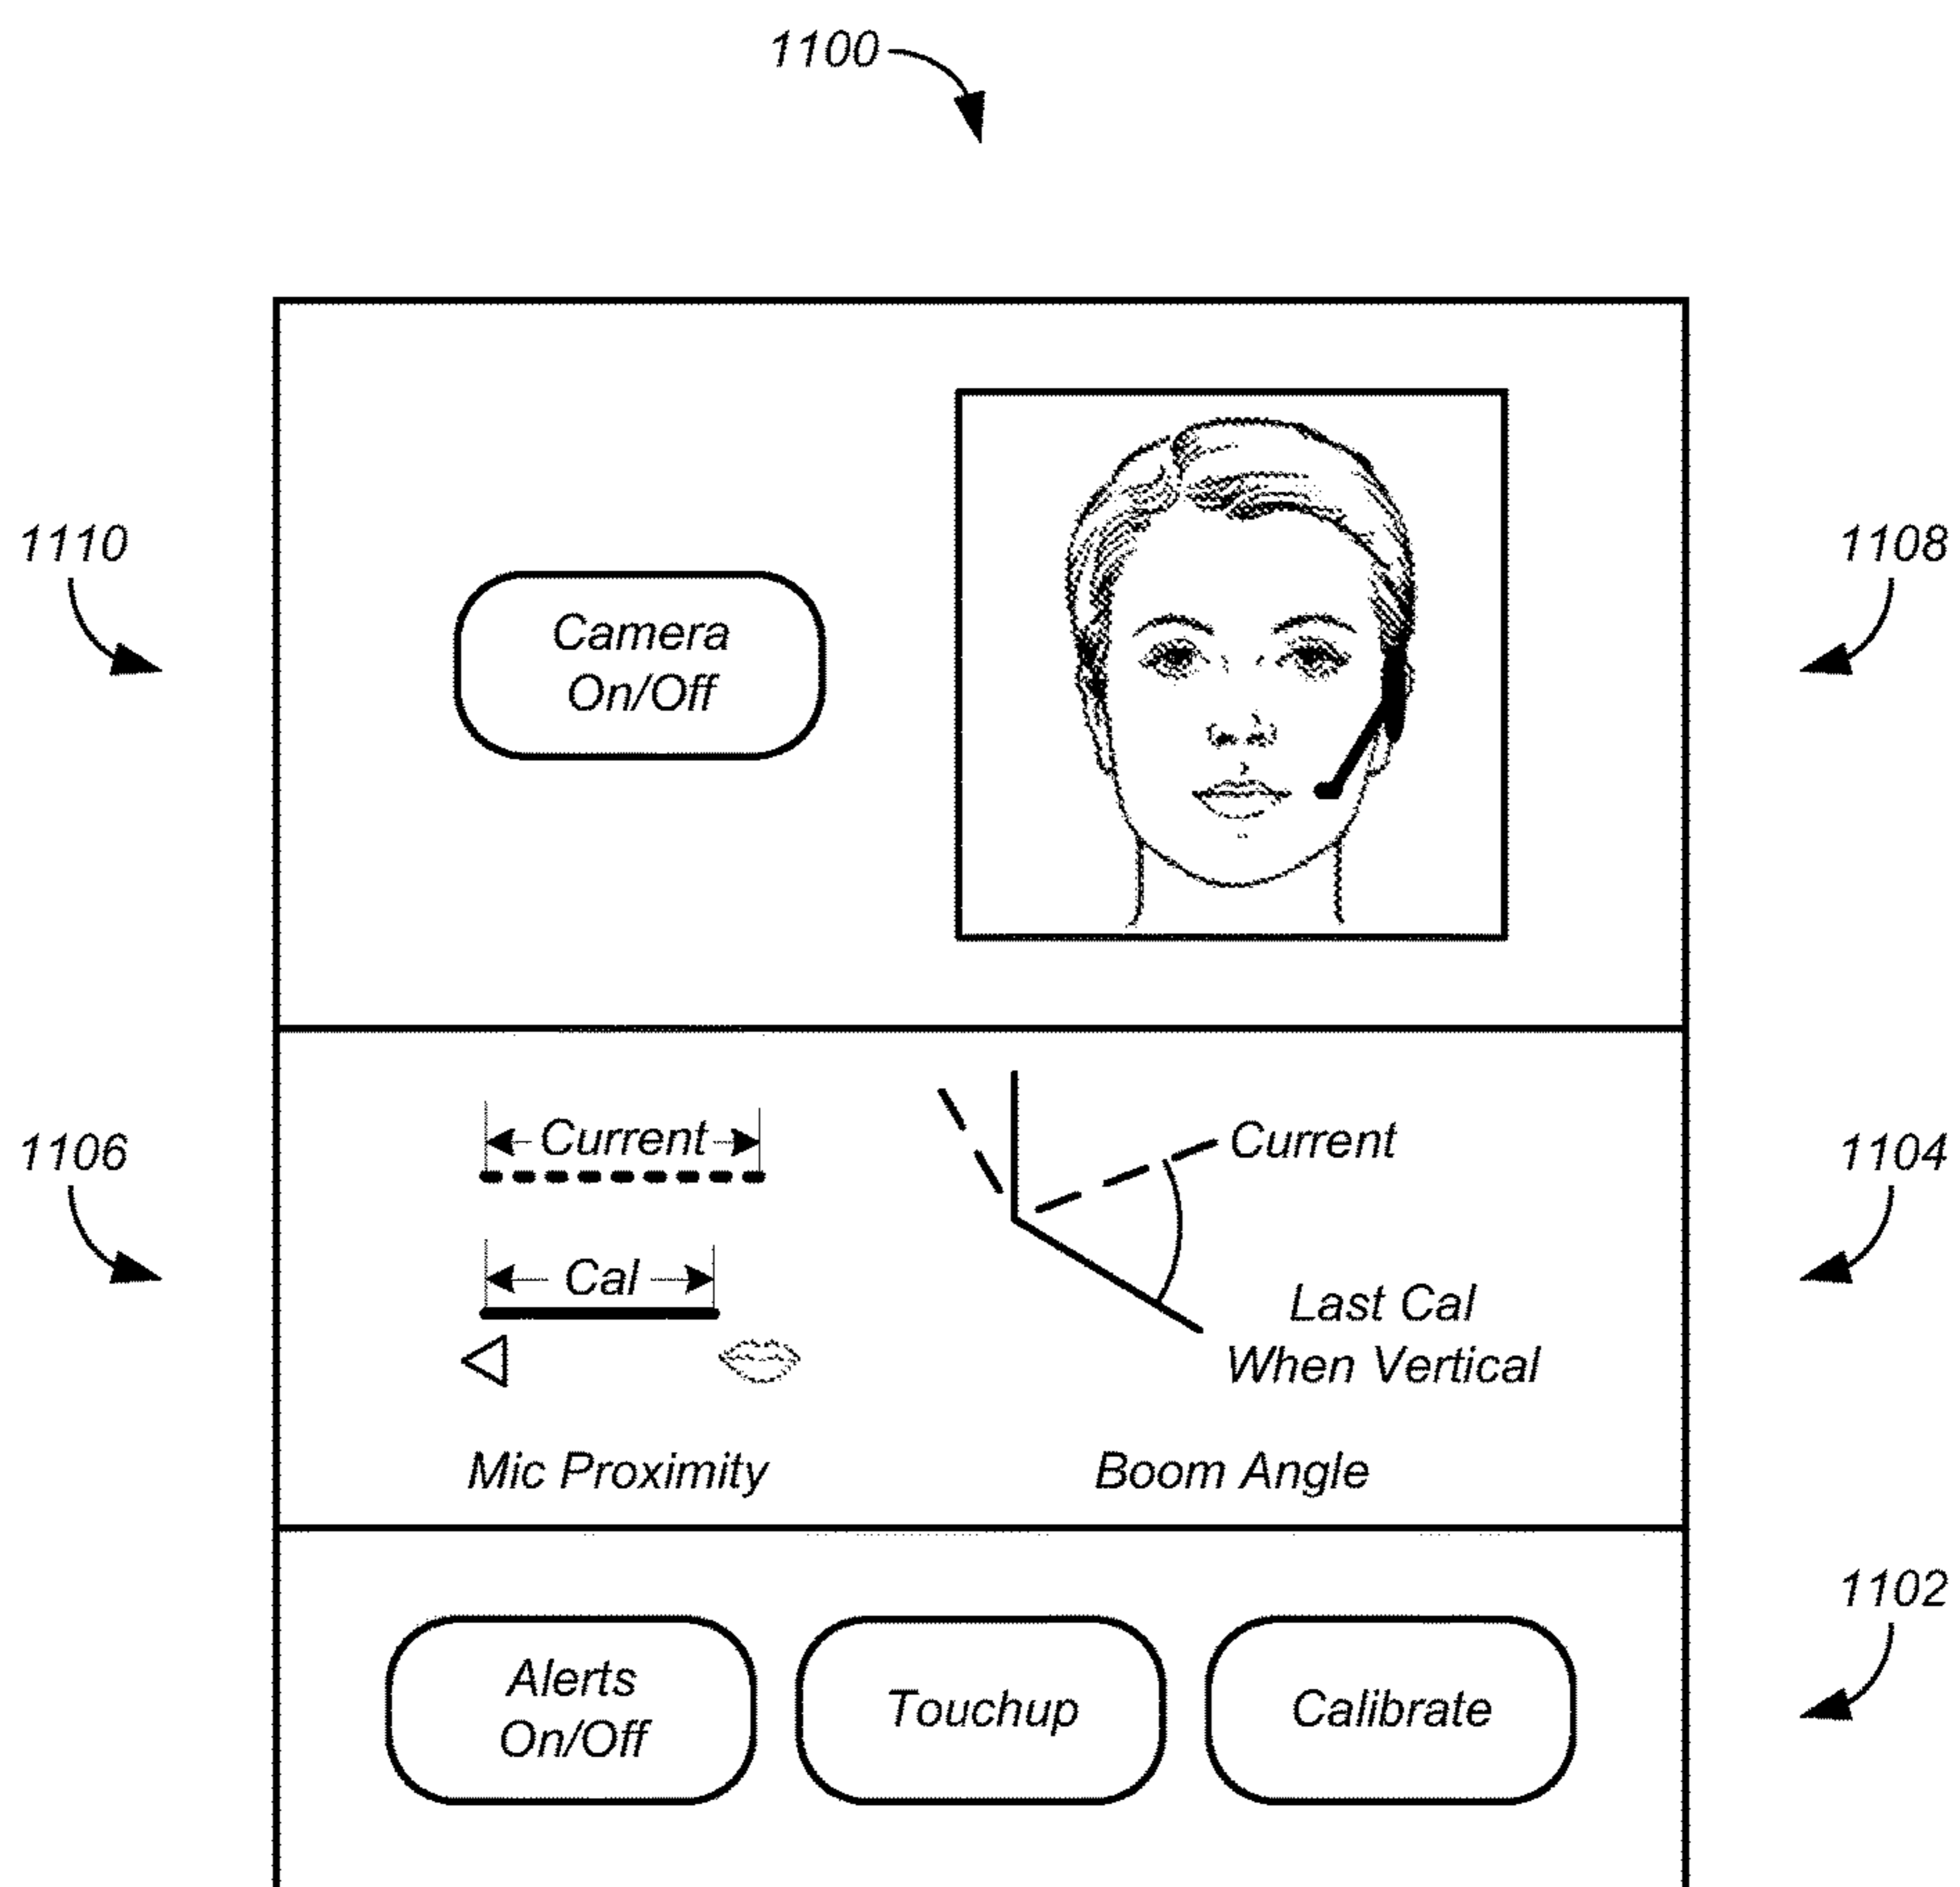 1100
1110
1108
Camera
On/Off
1106
1104
Current
Cal
Mic Proximity
Current
Last Cal
When Vertical
Boom Angle
1102
Alerts
On/Off
Touchup
Calibrate